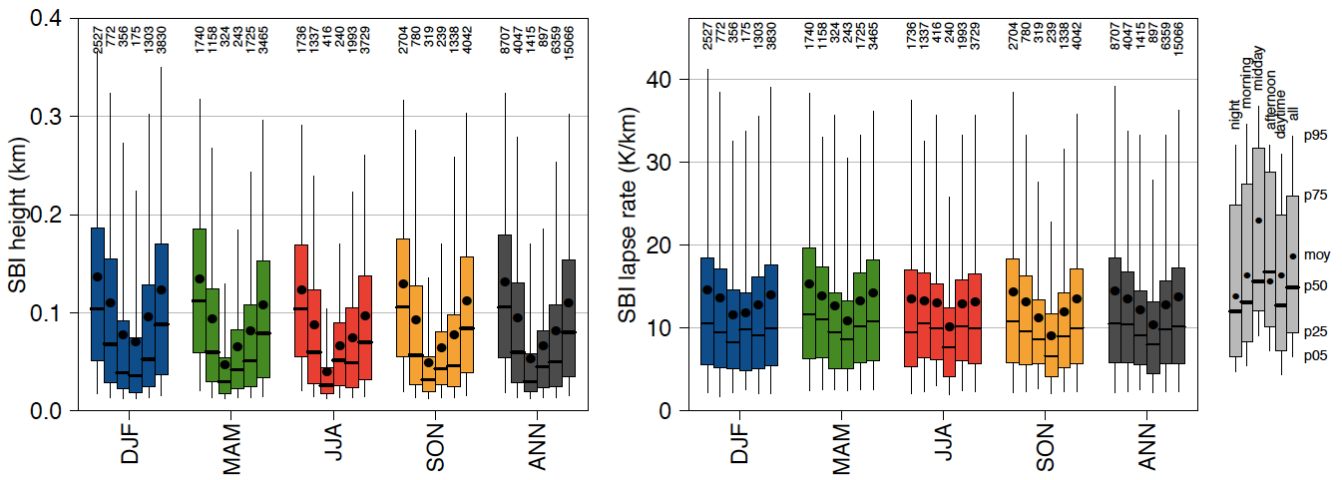 0.4
0.3
0.2
0.1
0.0
SBI height (km)
2527 772 356 175 1303 3830
1740 1158 324 243 1725 3465
1736 1337 416 240 1993 3729
2704 780 319 239 1338 4042
8707 4047 1415 897 6359 15066
DJF MAM JJA SON ANN
40
30
20
10
0
SBI lapse rate (K/km)
2527 772 356 175 1303 3830
1740 1158 324 243 1725 3465
1736 1337 416 240 1993 3729
2704 780 319 239 1338 4042
8707 4047 1415 897 6359 15066
DJF MAM JJA SON ANN
night morning midday afternoon daytime all
p95
p75
moy
p50
p25
p05